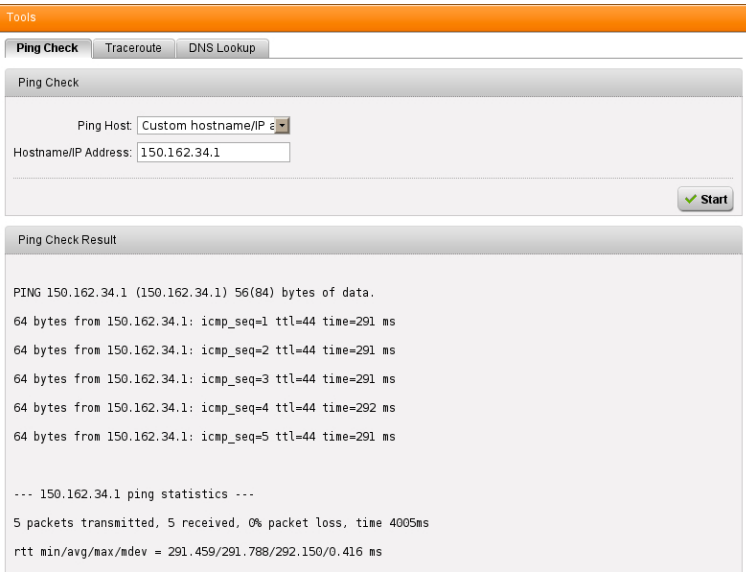 Tools
Ping Check Traceroute DNS Lookup
Ping Check
Ping Host: Custom hostname/IP a
Hostname/IP Address: 150.162.34.1
Start
Ping Check Result
PING 150.162.34.1 (150.162.34.1) 56(84) bytes of data.
64 bytes from 150.162.34.1: icmp_seq=1 ttl=44 time=291 ms
64 bytes from 150.162.34.1: icmp_seq=2 ttl=44 time=291 ms
64 bytes from 150.162.34.1: icmp_seq=3 ttl=44 time=291 ms
64 bytes from 150.162.34.1: icmp_seq=4 ttl=44 time=292 ms
64 bytes from 150.162.34.1: icmp_seq=5 ttl=44 time=291 ms
--- 150.162.34.1 ping statistics ---
5 packets transmitted, 5 received, 0% packet loss, time 4005ms
rtt min/avg/max/mdev = 291.459/291.788/292.150/0.416 ms